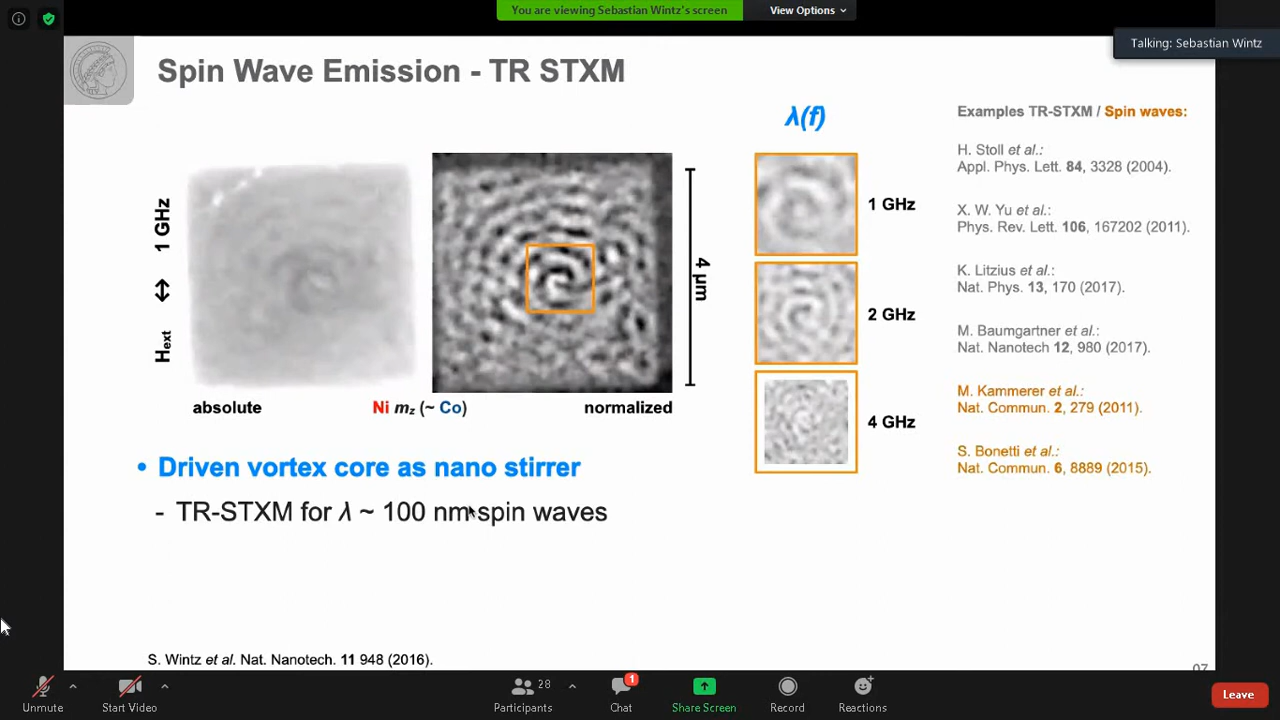 You are viewing Sebastian Wintz's screen
View Options
Talking: Sebastian Wintz
Spin Wave Emission - TR STXM
λ(f)
Examples TR-STXM / Spin waves:
H. Stoll et al.:
Appl. Phys. Lett. 84, 3328 (2004).
X. W. Yu et al.:
Phys. Rev. Lett. 106, 167202 (2011).
K. Litzius et al.:
Nat. Phys. 13, 170 (2017).
M. Baumgartner et al.:
Nat. Nanotech 12, 980 (2017).
M. Kammerer et al.:
Nat. Commun. 2, 279 (2011).
S. Bonetti et al.:
Nat. Commun. 6, 8889 (2015).
Hext ↔ 1 GHz
4 µm
1 GHz
2 GHz
4 GHz
absolute
Ni mz (~ Co)
normalized
• Driven vortex core as nano stirrer
- TR-STXM for λ ~ 100 nm spin waves
S. Wintz et al. Nat. Nanotech. 11 948 (2016).
Unmute
Start Video
28
Participants
1
Chat
Share Screen
Record
Reactions
Leave